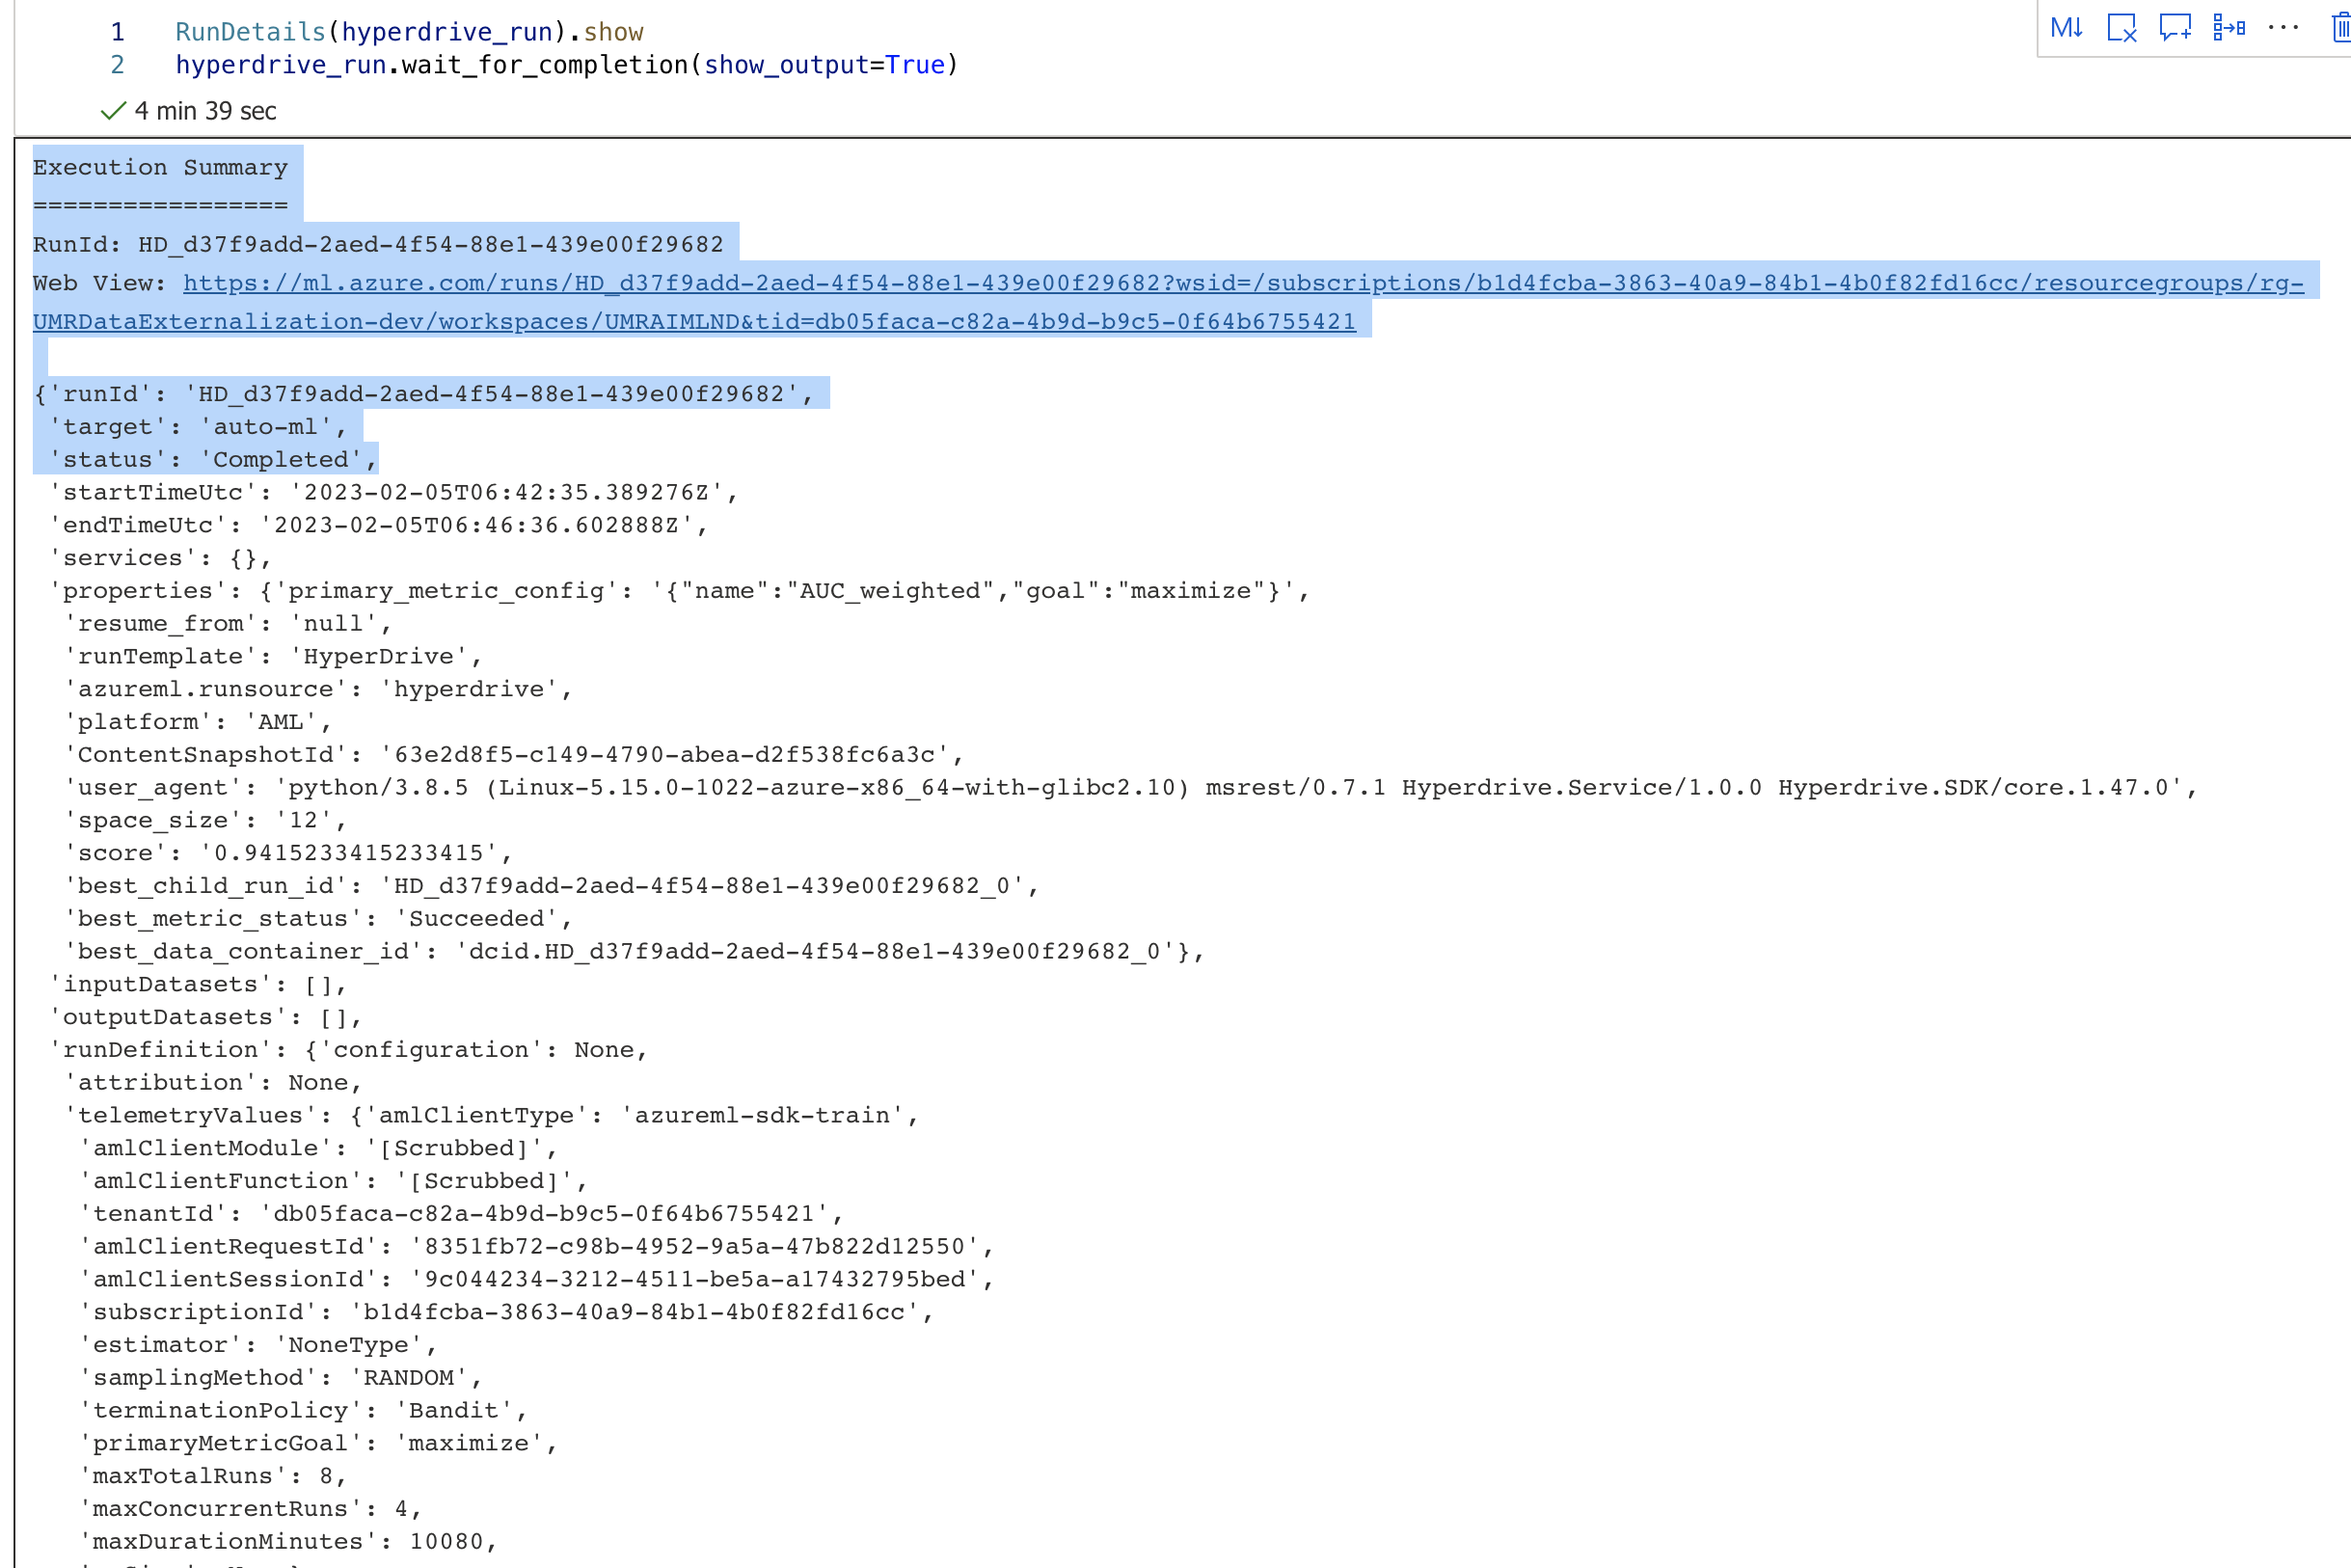 1 RunDetails(hyperdrive_run).show
2 hyperdrive_run.wait_for_completion(show_output=True)
4 min 39 sec
M↓
Execution Summary
=================
RunId: HD_d37f9add-2aed-4f54-88e1-439e00f29682
Web View: https://ml.azure.com/runs/HD_d37f9add-2aed-4f54-88e1-439e00f29682?wsid=/subscriptions/b1d4fcba-3863-40a9-84b1-4b0f82fd16cc/resourcegroups/rg-
UMRDataExternalization-dev/workspaces/UMRAIMLND&tid=db05faca-c82a-4b9d-b9c5-0f64b6755421
{'runId': 'HD_d37f9add-2aed-4f54-88e1-439e00f29682',
'target': 'auto-ml',
'status': 'Completed',
'startTimeUtc': '2023-02-05T06:42:35.389276Z',
'endTimeUtc': '2023-02-05T06:46:36.602888Z',
'services': {},
'properties': {'primary_metric_config': '{"name":"AUC_weighted","goal":"maximize"}',
'resume_from': 'null',
'runTemplate': 'HyperDrive',
'azureml.runsource': 'hyperdrive',
'platform': 'AML',
'ContentSnapshotId': '63e2d8f5-c149-4790-abea-d2f538fc6a3c',
'user_agent': 'python/3.8.5 (Linux-5.15.0-1022-azure-x86_64-with-glibc2.10) msrest/0.7.1 Hyperdrive.Service/1.0.0 Hyperdrive.SDK/core.1.47.0',
'space_size': '12',
'score': '0.9415233415233415',
'best_child_run_id': 'HD_d37f9add-2aed-4f54-88e1-439e00f29682_0',
'best_metric_status': 'Succeeded',
'best_data_container_id': 'dcid.HD_d37f9add-2aed-4f54-88e1-439e00f29682_0'},
'inputDatasets': [],
'outputDatasets': [],
'runDefinition': {'configuration': None,
'attribution': None,
'telemetryValues': {'amlClientType': 'azureml-sdk-train',
'amlClientModule': '[Scrubbed]',
'amlClientFunction': '[Scrubbed]',
'tenantId': 'db05faca-c82a-4b9d-b9c5-0f64b6755421',
'amlClientRequestId': '8351fb72-c98b-4952-9a5a-47b822d12550',
'amlClientSessionId': '9c044234-3212-4511-be5a-a17432795bed',
'subscriptionId': 'b1d4fcba-3863-40a9-84b1-4b0f82fd16cc',
'estimator': 'NoneType',
'samplingMethod': 'RANDOM',
'terminationPolicy': 'Bandit',
'primaryMetricGoal': 'maximize',
'maxTotalRuns': 8,
'maxConcurrentRuns': 4,
'maxDurationMinutes': 10080,